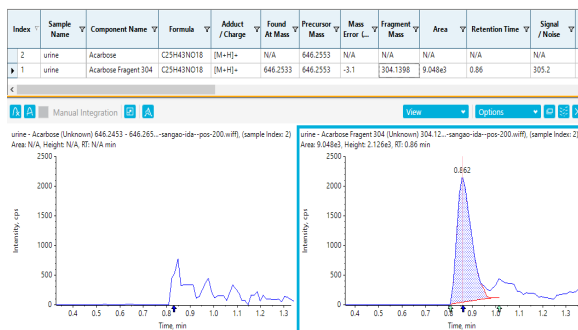 Index Sample Name Component Name Formula Adduct / Charge Found At Mass Precursor Mass Mass Error (... Fragment Mass Area Retention Time Signal / Noise
2 urine Acarbose C25H43NO18 [M+H]+ N/A 646.2553 N/A N/A N/A N/A N/A
1 urine Acarbose Fragent 304 C25H43NO18 [M+H]+ 646.2533 646.2553 -3.1 304.1398 9.048e3 0.86 305.2
Manual Integration View Options
urine - Acarbose (Unknown) 646.2453 - 646.265...-sangao-ida--pos-200.wiff), (sample Index: 2)
Area: N/A, Height: N/A, RT: N/A min
2500
2000
1500
1000
500
0
Intensity, cps
0.4 0.5 0.6 0.7 0.8 0.9 1.0 1.1 1.2 1.3
Time, min
urine - Acarbose Fragent 304 (Unknown) 304.12...-sangao-ida--pos-200.wiff), (sample Index: 2)
Area: 9.048e3, Height: 2.126e3, RT: 0.86 min
0.862
2500
2000
1500
1000
500
0
Intensity, cps
0.4 0.5 0.6 0.7 0.8 0.9 1.0 1.1 1.2 1.3
Time, min